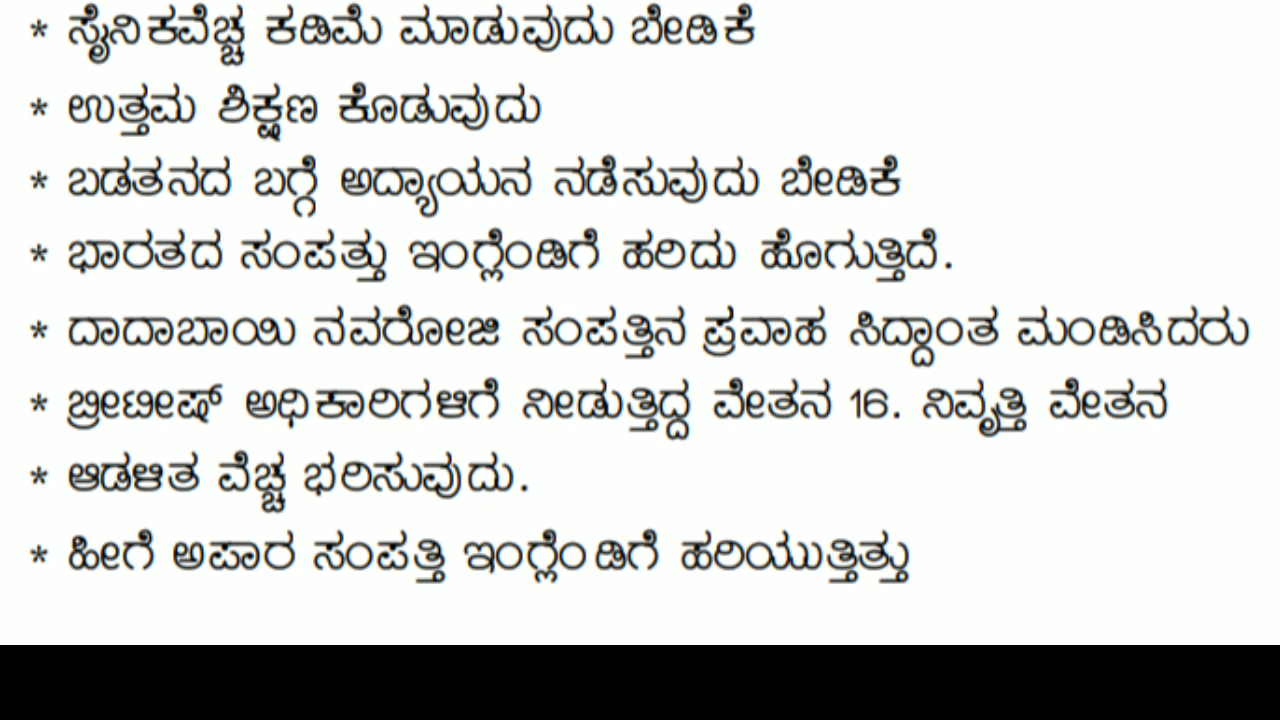 * ಸೈನಿಕವೆಚ್ಚ ಕಡಿಮೆ ಮಾಡುವುದು ಬೇಡಿಕೆ
* ಉತ್ತಮ ಶಿಕ್ಷಣ ಕೊಡುವುದು
* ಬಡತನದ ಬಗ್ಗೆ ಅದ್ಯಾಯನ ನಡೆಸುವುದು ಬೇಡಿಕೆ
* ಭಾರತದ ಸಂಪತ್ತು ಇಂಗ್ಲೆಂಡಿಗೆ ಹರಿದು ಹೊಗುತ್ತಿದೆ.
* ದಾದಾಬಾಯಿ ನವರೋಜಿ ಸಂಪತ್ತಿನ ಪ್ರವಾಹ ಸಿದ್ದಾಂತ ಮಂಡಿಸಿದರು
* ಬ್ರೀಟೀಷ್ ಅಧಿಕಾರಿಗಳಿಗೆ ನೀಡುತ್ತಿದ್ದ ವೇತನ 16. ನಿವೃತ್ತಿ ವೇತನ
* ಆಡಳಿತ ವೆಚ್ಚ ಭರಿಸುವುದು.
* ಹೀಗೆ ಅಪಾರ ಸಂಪತ್ತಿ ಇಂಗ್ಲೆಂಡಿಗೆ ಹರಿಯುತ್ತಿತ್ತು